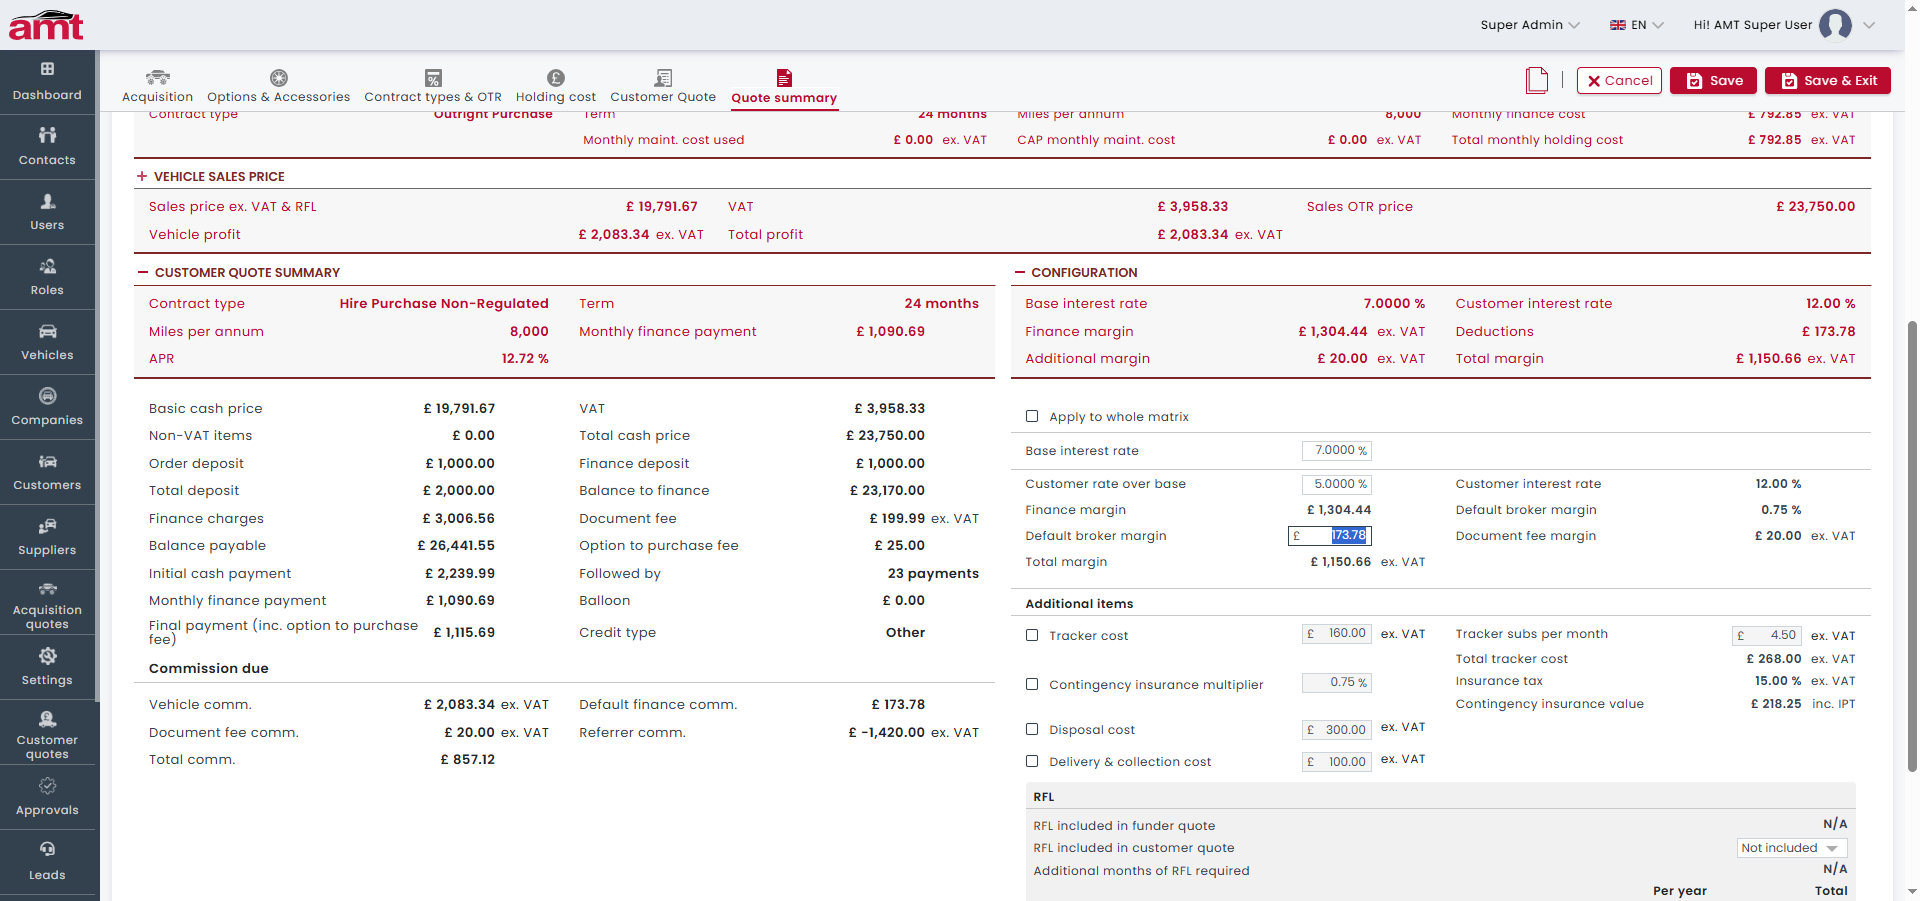 amt
Super Admin
EN
Hi! AMT Super User
Dashboard
Contacts
Users
Roles
Vehicles
Companies
Customers
Suppliers
Acquisition
quotes
Settings
Customer
quotes
Approvals
Leads
Acquisition
Options & Accessories
Contract types & OTR
Holding cost
Customer Quote
Quote summary
Cancel
Save
Save & Exit
Contract type Outright Purchase Term 24 months Miles per annum 8,000 Monthly finance cost £ 792.85 ex. VAT
Monthly maint. cost used £ 0.00 ex. VAT CAP monthly maint. cost £ 0.00 ex. VAT Total monthly holding cost £ 792.85 ex. VAT
+ VEHICLE SALES PRICE
Sales price ex. VAT & RFL £ 19,791.67 VAT £ 3,958.33 Sales OTR price £ 23,750.00
Vehicle profit £ 2,083.34 ex. VAT Total profit £ 2,083.34 ex. VAT
− CUSTOMER QUOTE SUMMARY
Contract type Hire Purchase Non-Regulated Term 24 months
Miles per annum 8,000 Monthly finance payment £ 1,090.69
APR 12.72 %
Basic cash price £ 19,791.67 VAT £ 3,958.33
Non-VAT items £ 0.00 Total cash price £ 23,750.00
Order deposit £ 1,000.00 Finance deposit £ 1,000.00
Total deposit £ 2,000.00 Balance to finance £ 23,170.00
Finance charges £ 3,006.56 Document fee £ 199.99 ex. VAT
Balance payable £ 26,441.55 Option to purchase fee £ 25.00
Initial cash payment £ 2,239.99 Followed by 23 payments
Monthly finance payment £ 1,090.69 Balloon £ 0.00
Final payment (inc. option to purchase
fee) £ 1,115.69 Credit type Other
Commission due
Vehicle comm. £ 2,083.34 ex. VAT Default finance comm. £ 173.78
Document fee comm. £ 20.00 ex. VAT Referrer comm. £ -1,420.00 ex. VAT
Total comm. £ 857.12
− CONFIGURATION
Base interest rate 7.0000 % Customer interest rate 12.00 %
Finance margin £ 1,304.44 ex. VAT Deductions £ 173.78
Additional margin £ 20.00 ex. VAT Total margin £ 1,150.66 ex. VAT
Apply to whole matrix
Base interest rate 7.0000 %
Customer rate over base 5.0000 % Customer interest rate 12.00 %
Finance margin £ 1,304.44 Default broker margin 0.75 %
Default broker margin £ 173.78 Document fee margin £ 20.00 ex. VAT
Total margin £ 1,150.66 ex. VAT
Additional items
Tracker cost £ 160.00 ex. VAT Tracker subs per month £ 4.50 ex. VAT
Total tracker cost £ 268.00 ex. VAT
Contingency insurance multiplier 0.75 % Insurance tax 15.00 % ex. VAT
Contingency insurance value £ 218.25 inc. IPT
Disposal cost £ 300.00 ex. VAT
Delivery & collection cost £ 100.00 ex. VAT
RFL
RFL included in funder quote N/A
RFL included in customer quote Not included
Additional months of RFL required N/A
Per year Total